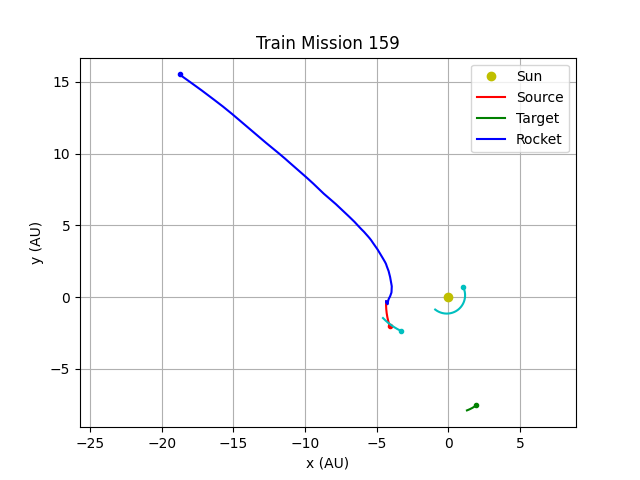 Train Mission 159
Sun
Source
Target
Rocket
y (AU)
15
10
5
0
−5
−25
−20
−15
−10
−5
0
5
x (AU)